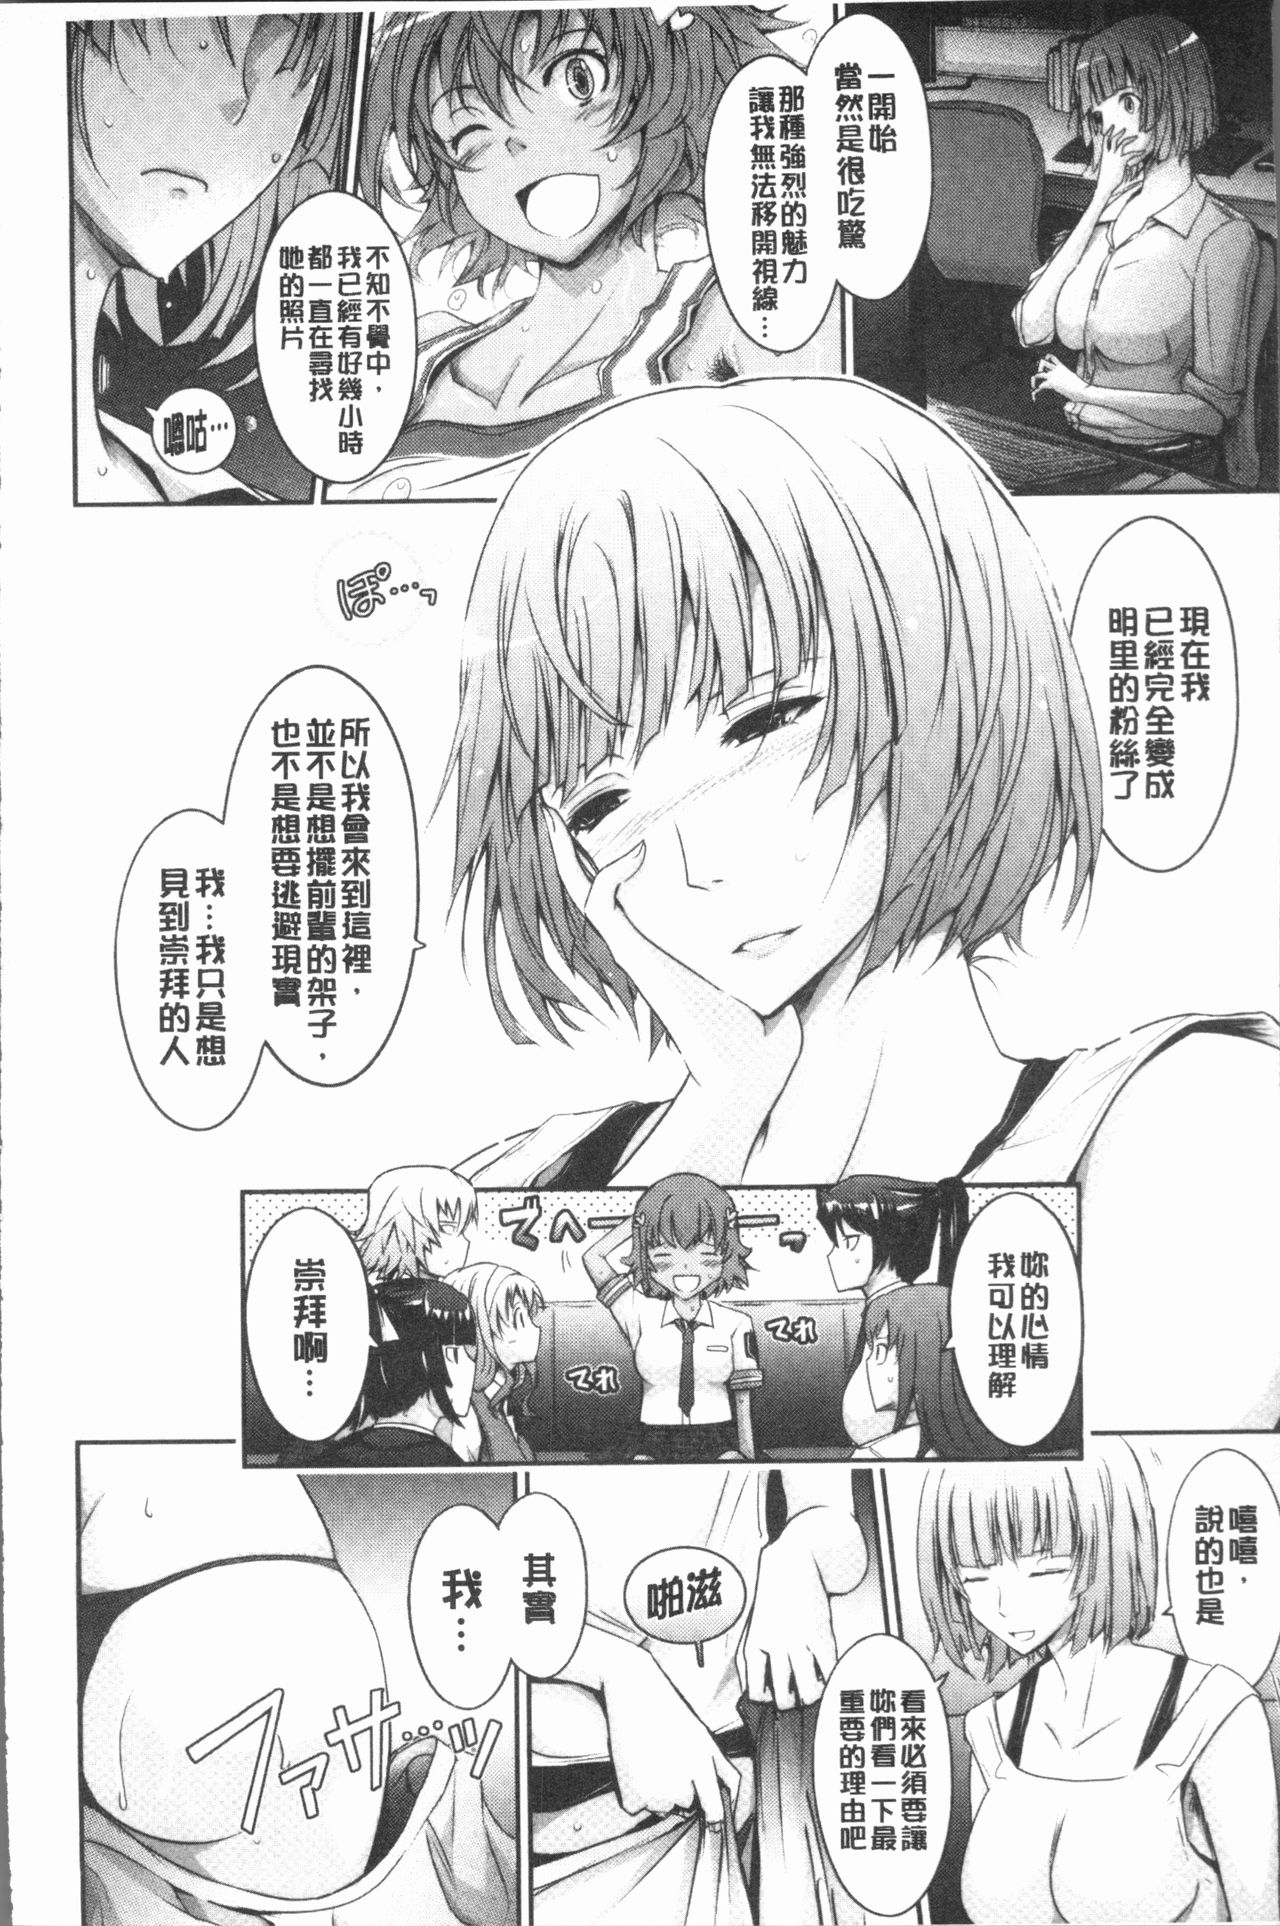 一開始
當然是很吃驚
那種強烈的魅力
讓我無法移開視線…
不知不覺中，
我已經有好幾小時
都一直在尋找
她的照片
嗯咕…
現在我
已經完全變成
明里的粉絲了
ぽ…っ
所以我會來到這裡，
並不是想擺前輩的架子，
也不是想要逃避現實
我…我只是想
見到崇拜的人
妳的心情
我可以理解
でへーーっ
てれ
てれ
崇拜啊…
嘻嘻，
說的也是
看來必須要讓
妳們看一下最
重要的理由吧
啪滋
其實
我…
ファサ…ッ